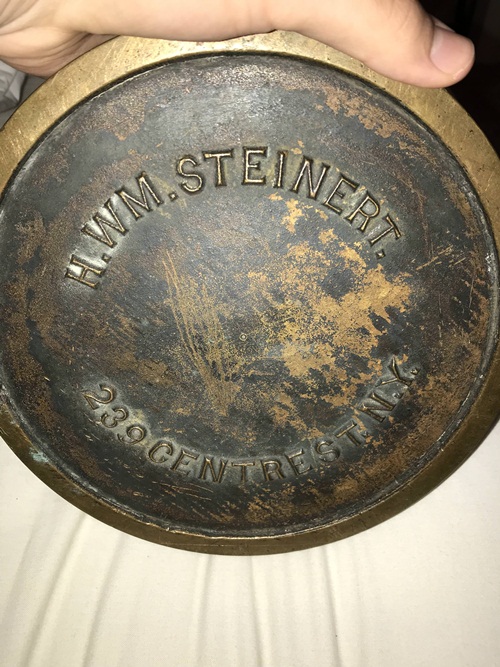 H. WM. STEINERT.
239 CENTRE ST. N.Y.